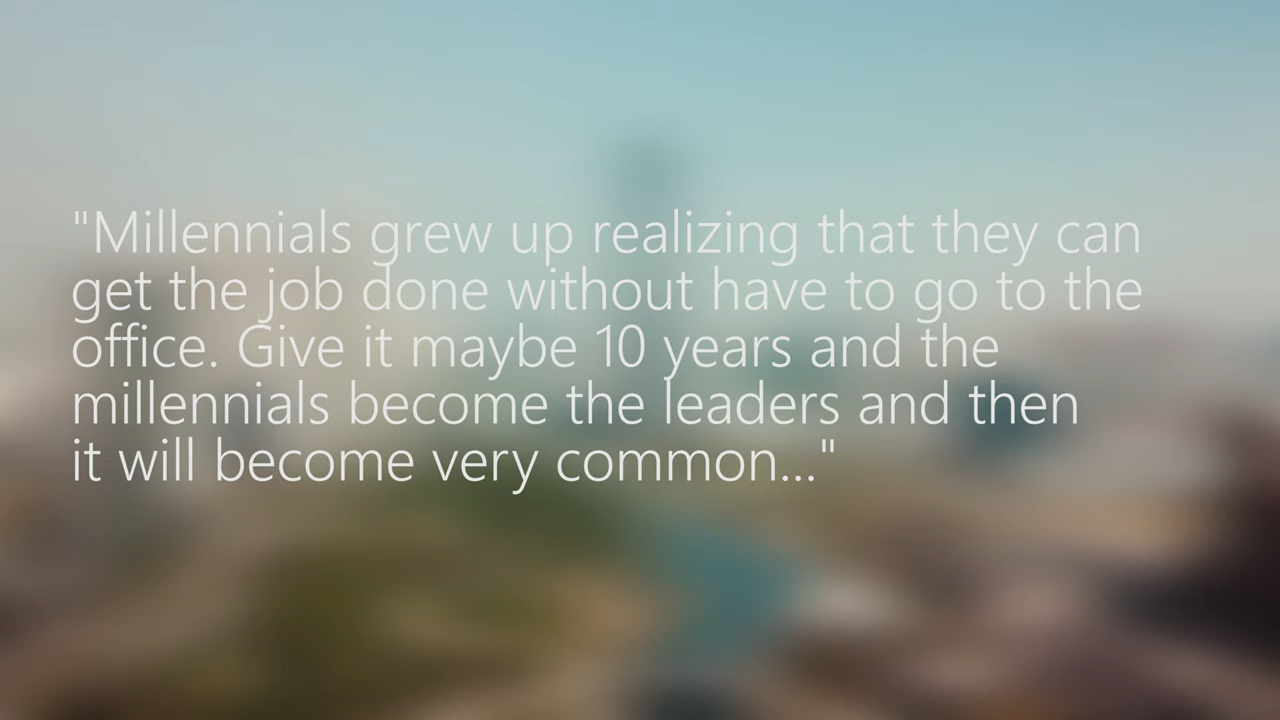 "Millennials grew up realizing that they can
get the job done without have to go to the
office. Give it maybe 10 years and the
millennials become the leaders and then
it will become very common..."